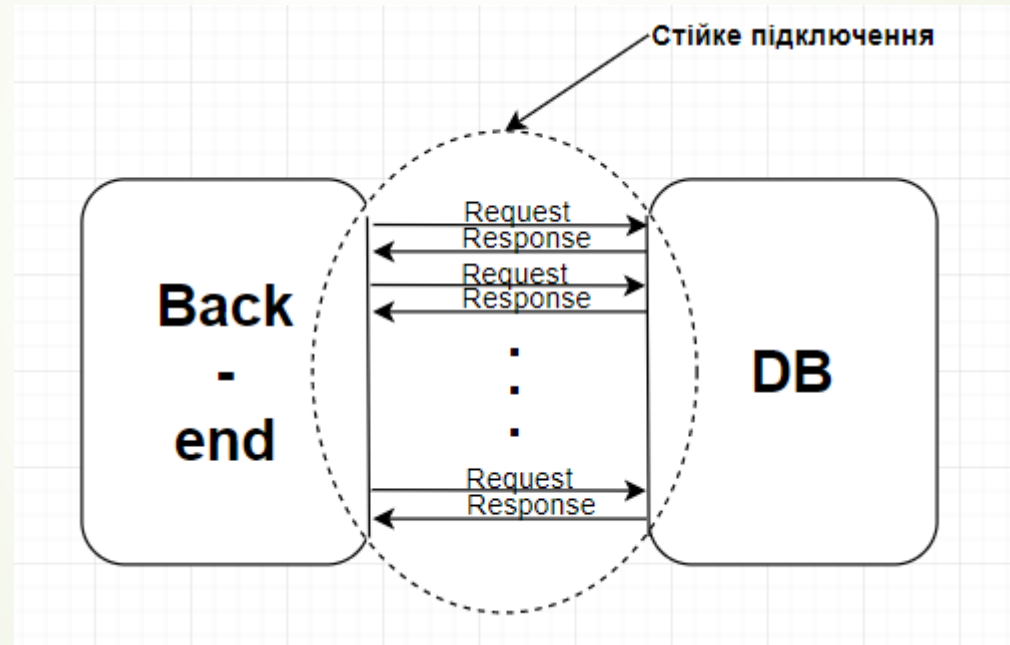 Стійке підключення
Request
Response
Request
Response
Back
-
end
DB
Request
Response